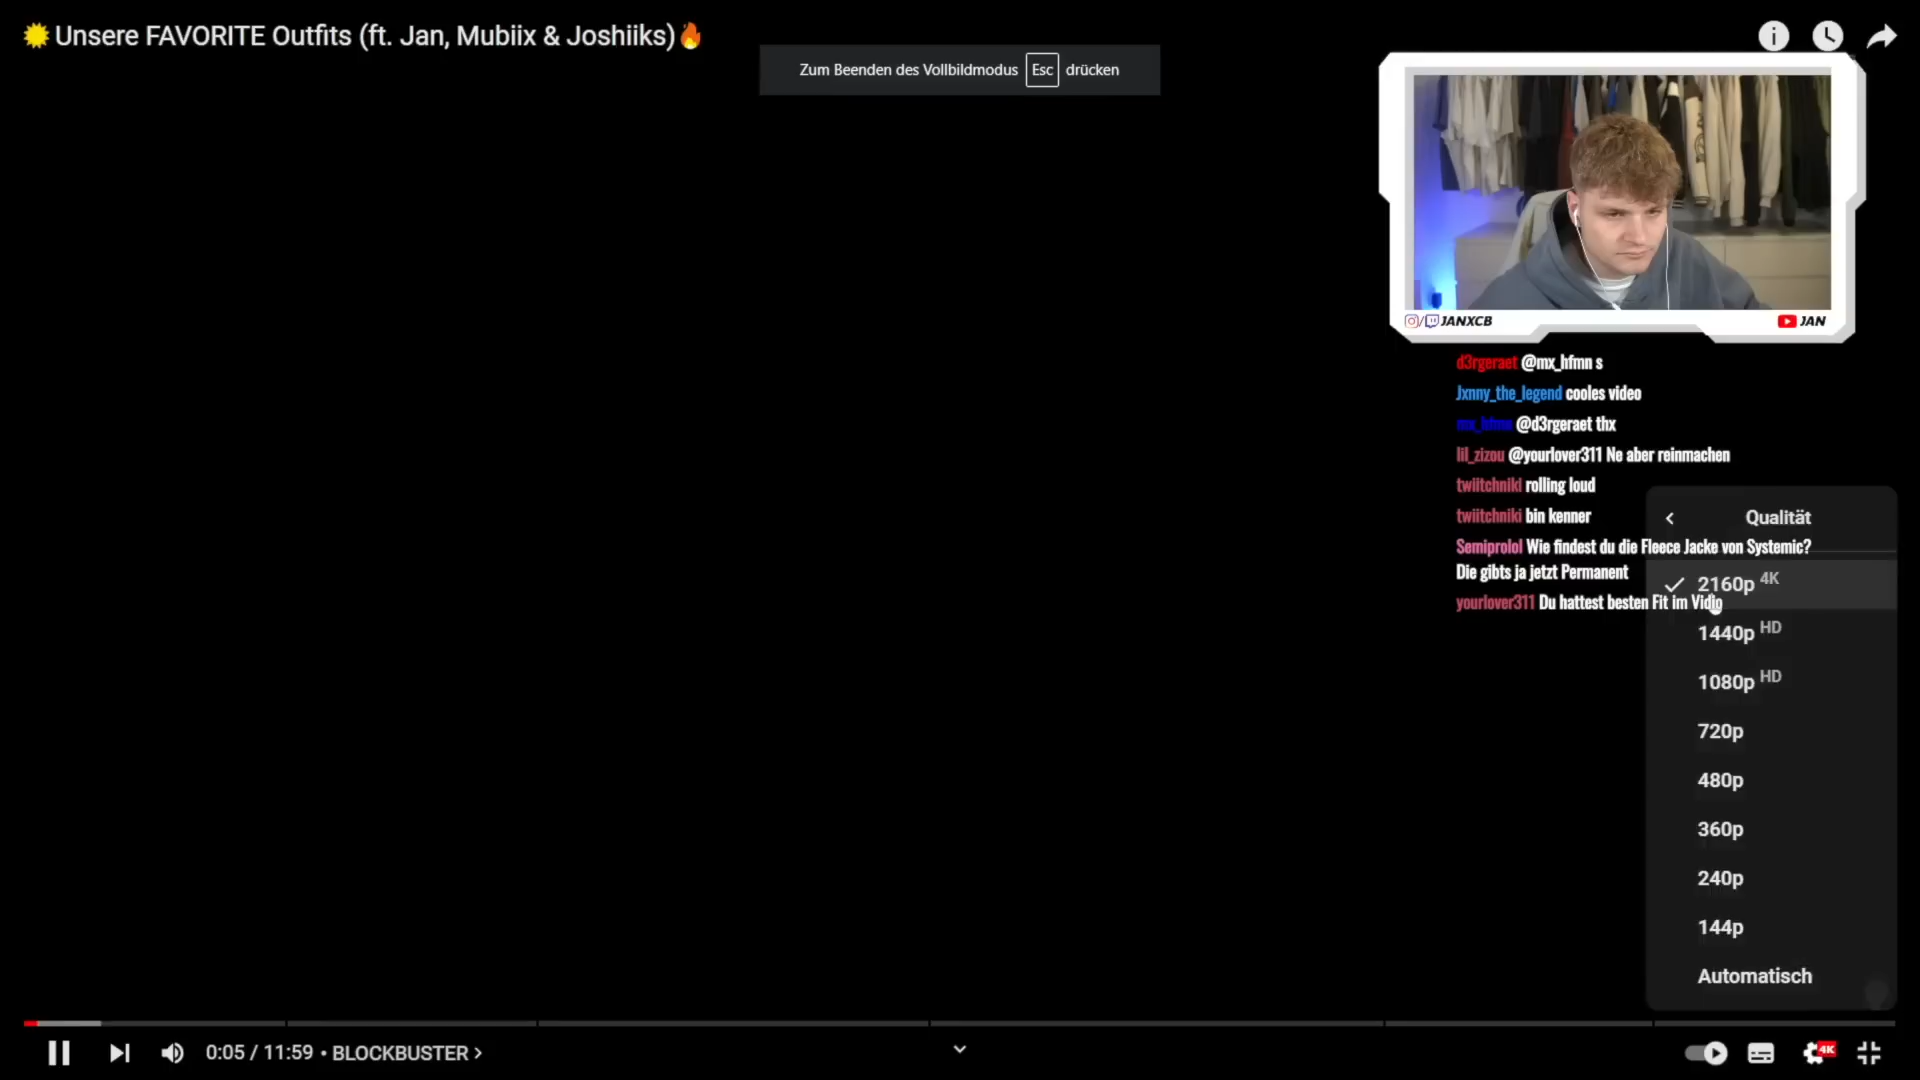 Unsere FAVORITE Outfits (ft. Jan, Mubiix & Joshiiks)
Zum Beenden des Vollbildmodus Esc drücken
JANXCB
JAN
d3rgeraet @mx_hfmn s
Jxnny_the_legend cooles video
mx_hfmn @d3rgeraet thx
lil_zizou @yourlover311 Ne aber reinmachen
twiitchniki rolling loud
twiitchniki bin kenner
Semiprolol Wie findest du die Fleece Jacke von Systemic?
Die gibts ja jetzt Permanent
yourlover311 Du hattest besten Fit im Vidio
Qualität
2160p 4K
1440p HD
1080p HD
720p
480p
360p
240p
144p
Automatisch
0:05 / 11:59 • BLOCKBUSTER
4K